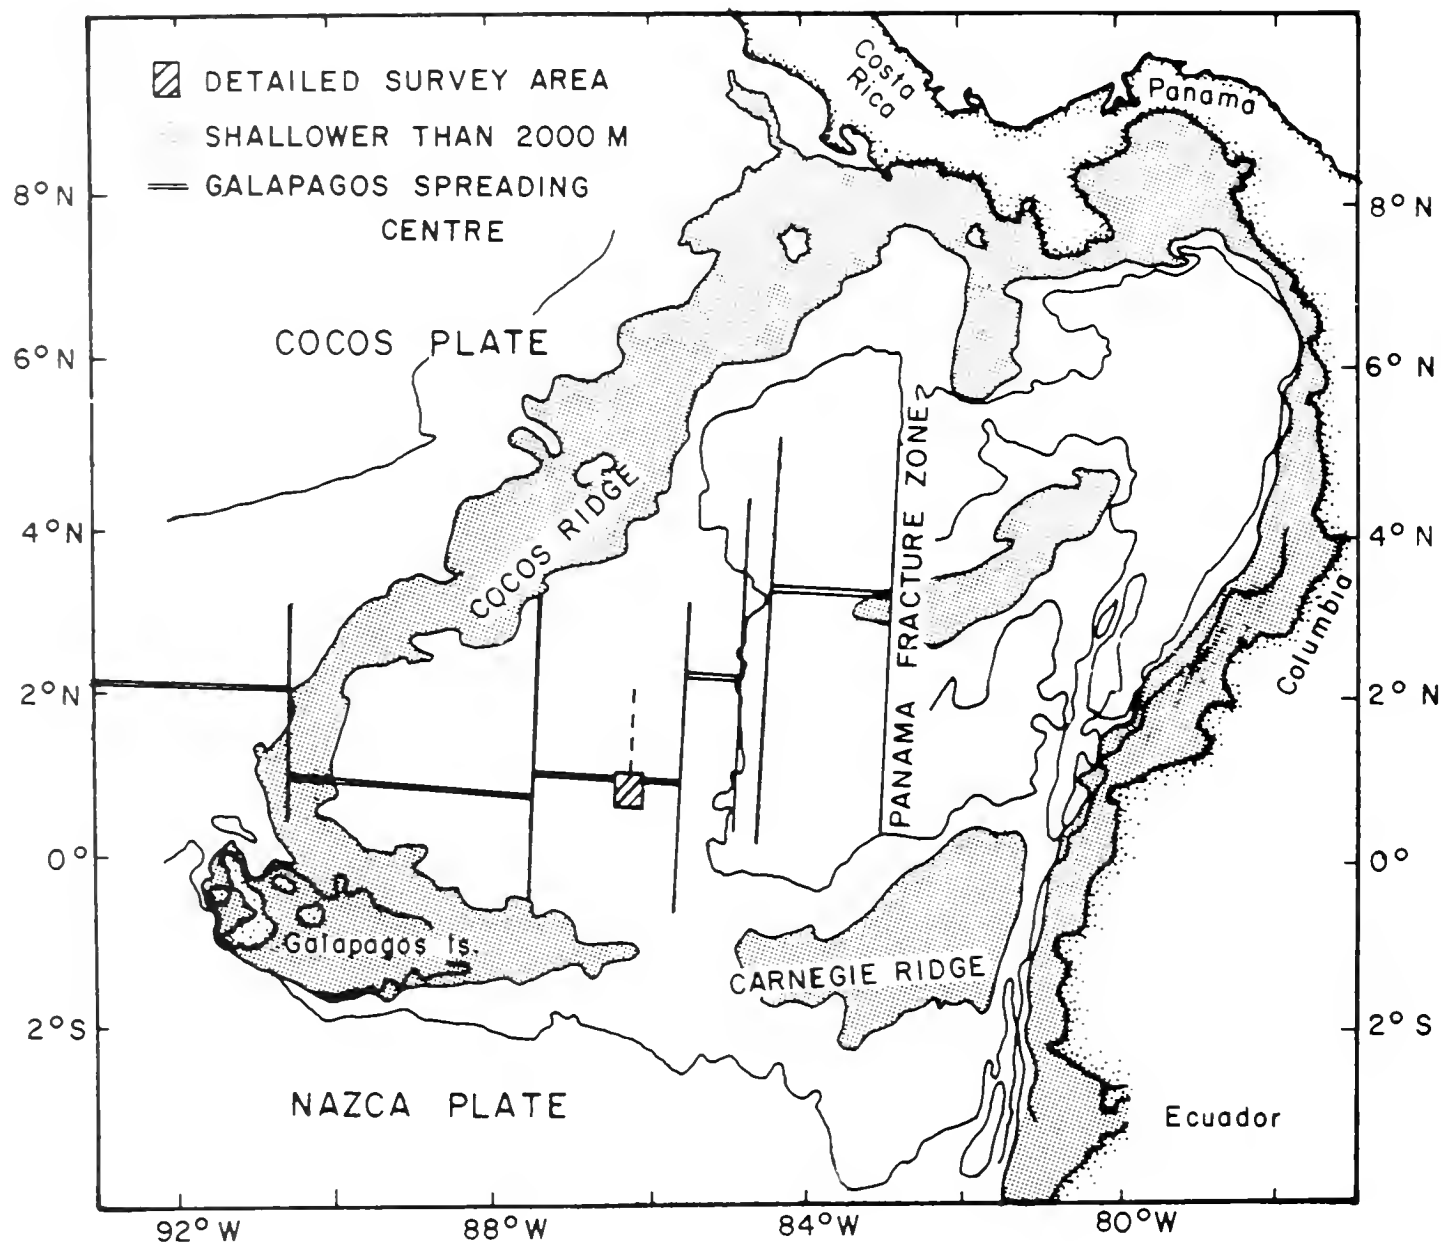 DETAILED SURVEY AREA
SHALLOWER THAN 2000 M
GALAPAGOS SPREADING
CENTRE
Costa
Rica
Panama
8° N
8° N
COCOS PLATE
6° N
6° N
COCOS RIDGE
PANAMA FRACTURE ZONE
4° N
4° N
Columbia
2° N
2° N
0°
0°
Galapagos Is.
CARNEGIE RIDGE
2° S
2° S
NAZCA PLATE
Ecuador
92° W
88° W
84° W
80° W